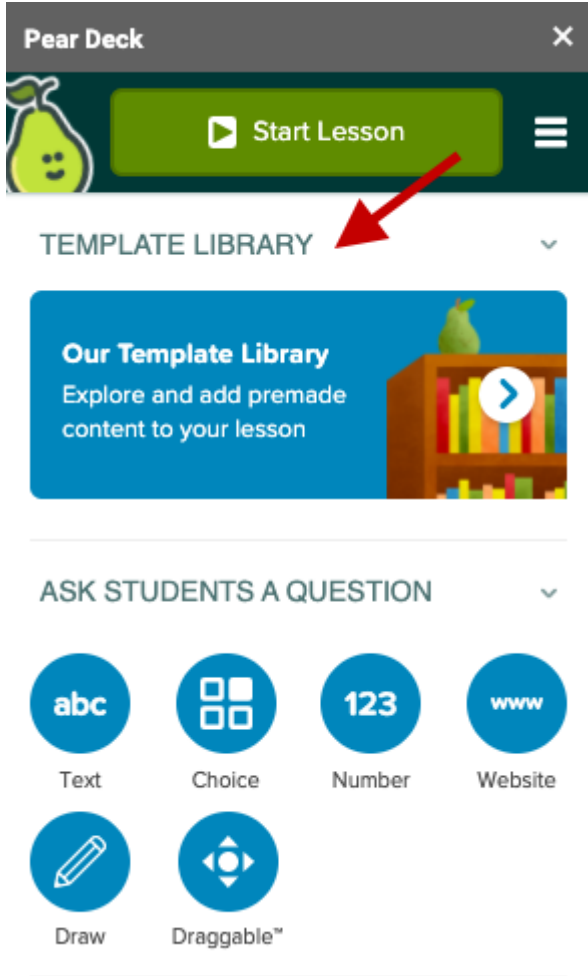 Pear Deck
Start Lesson
TEMPLATE LIBRARY
Our Template Library
Explore and add premade
content to your lesson
ASK STUDENTS A QUESTION
abc
123
www
Text
Choice
Number
Website
Draw
Draggable™